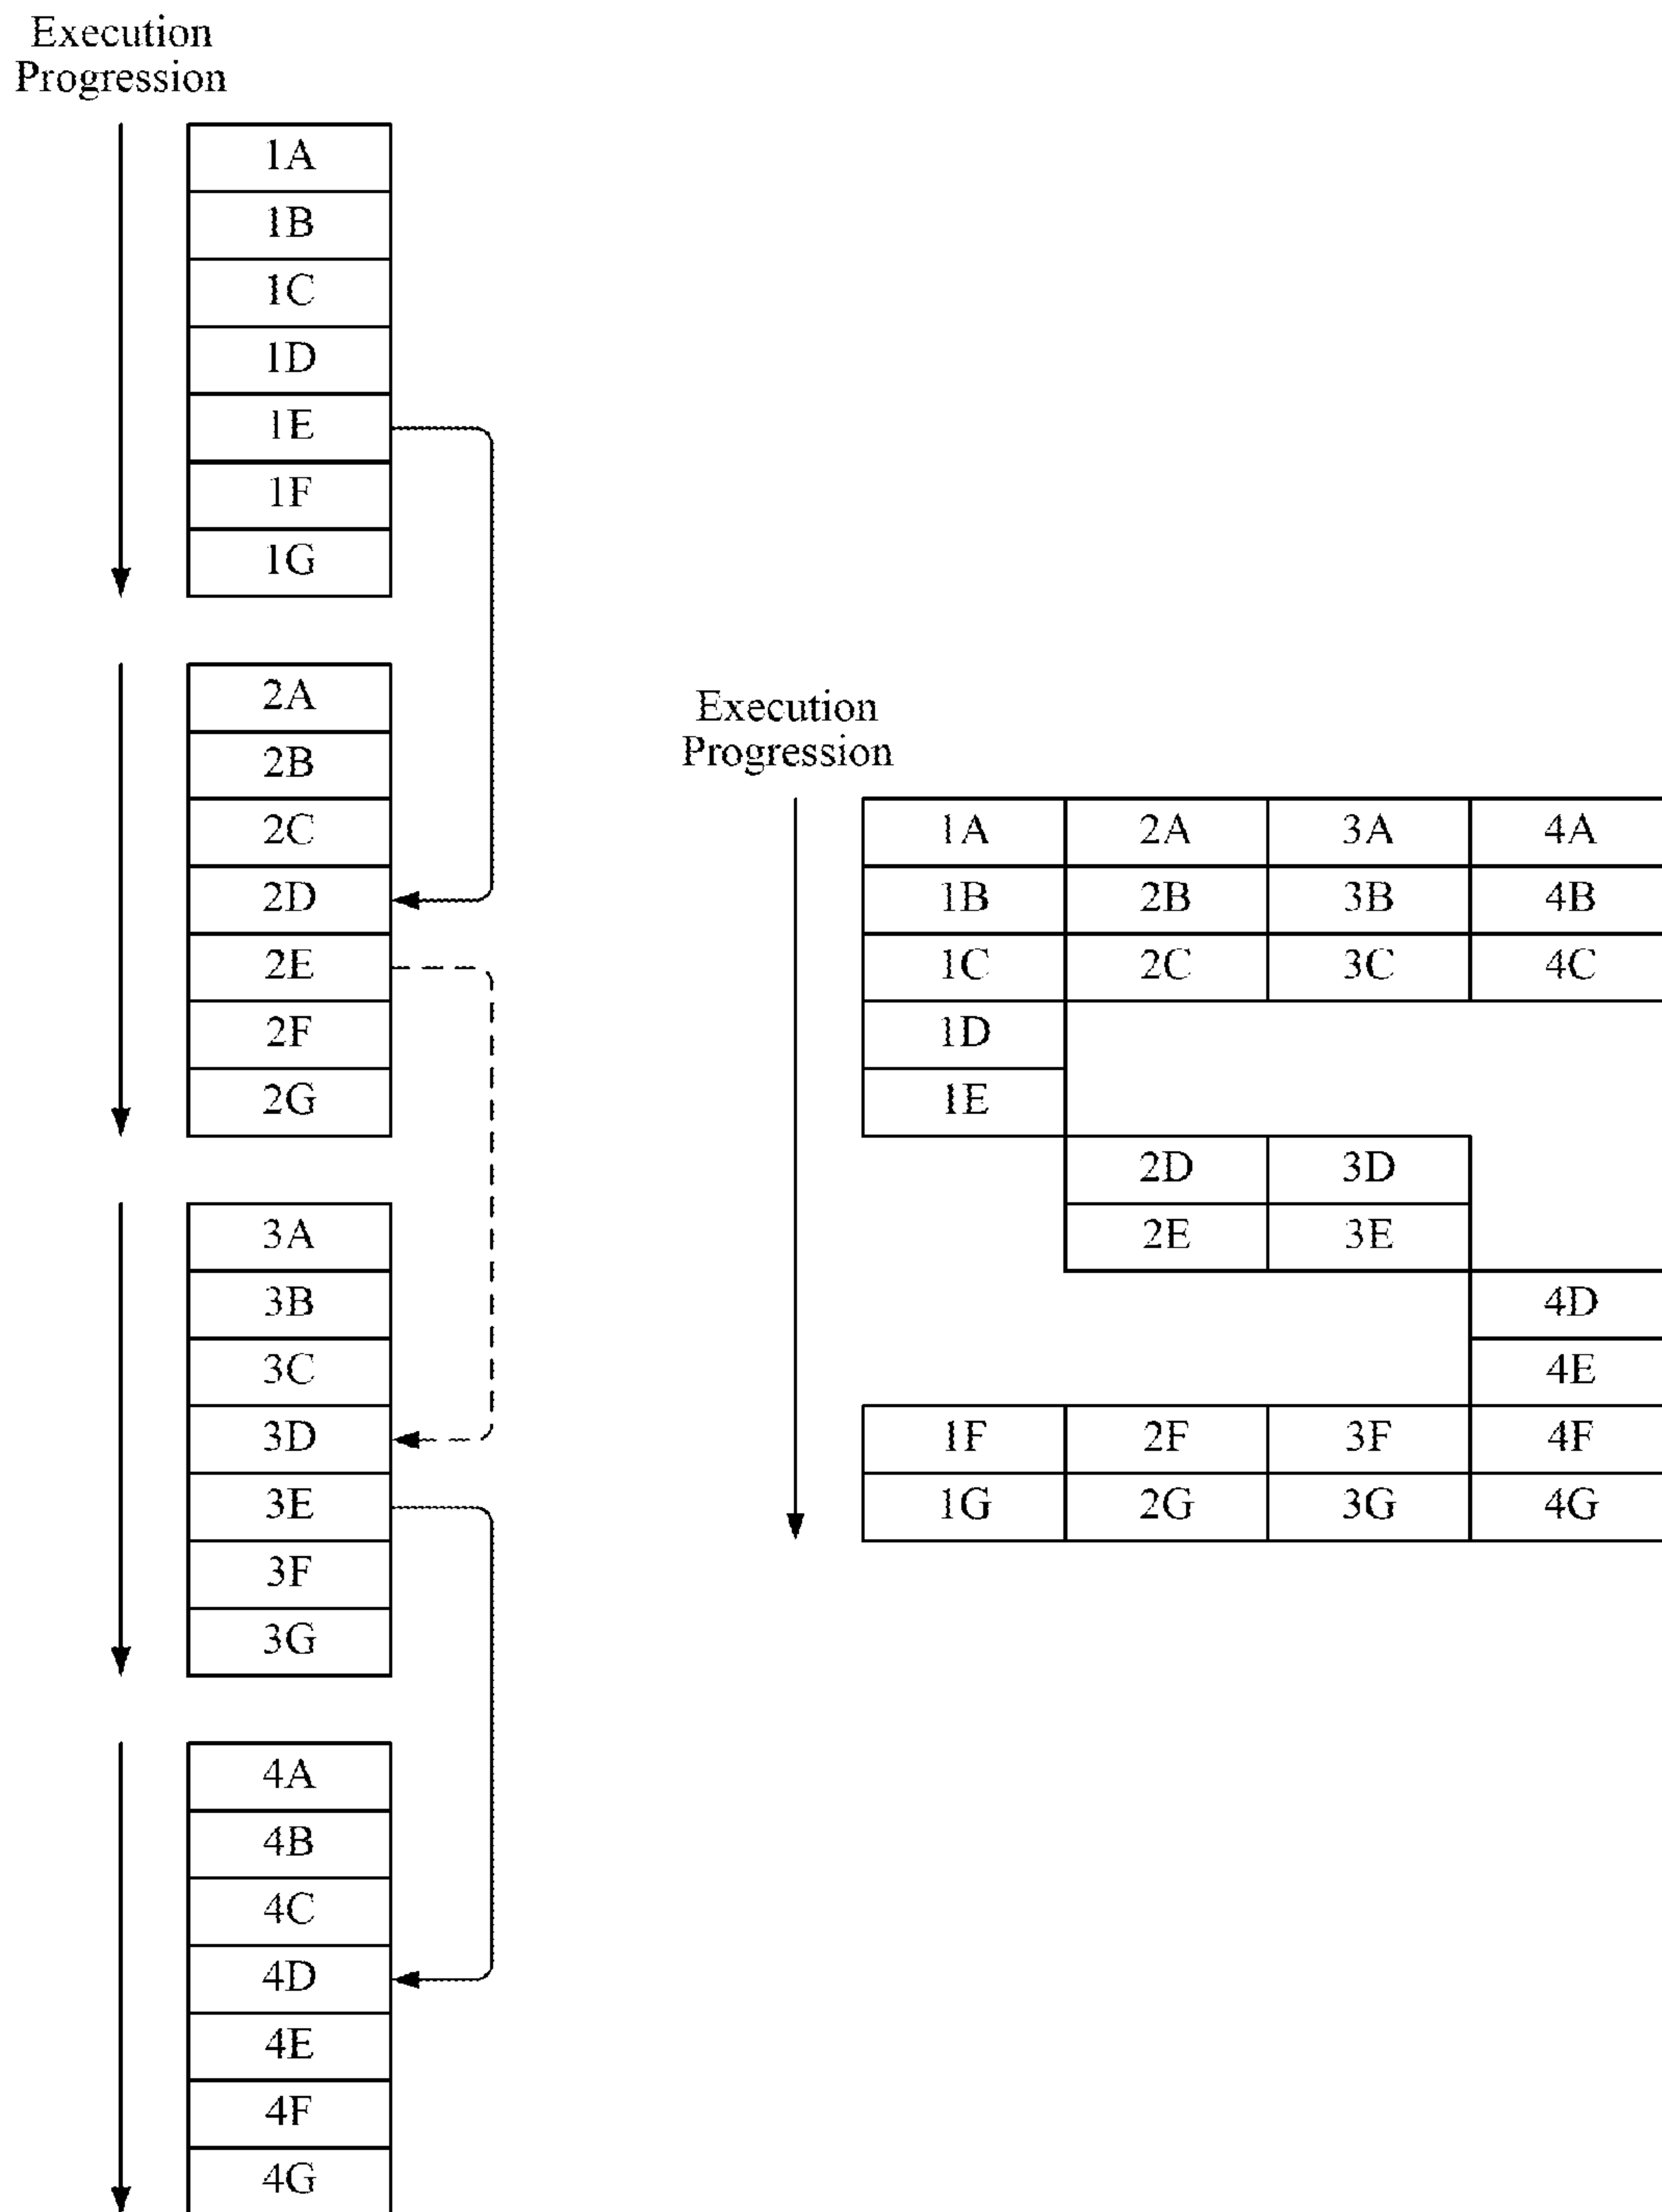 Execution
Progression
1A
1B
1C
1D
1E
1F
1G
2A
2B
2C
2D
2E
2F
2G
3A
3B
3C
3D
3E
3F
3G
4A
4B
4C
4D
4E
4F
4G
Execution
Progression
1A 2A 3A 4A
1B 2B 3B 4B
1C 2C 3C 4C
1D
1E
2D 3D
2E 3E
4D
4E
1F 2F 3F 4F
1G 2G 3G 4G